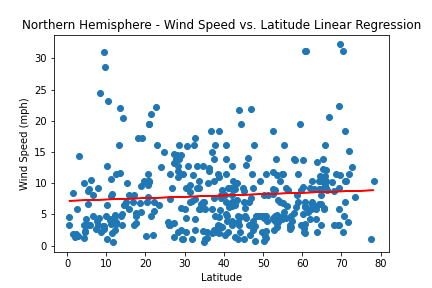 Northern Hemisphere - Wind Speed vs. Latitude Linear Regression
30
25
20
15
10
5
0
Wind Speed (mph)
0 10 20 30 40 50 60 70 80
Latitude